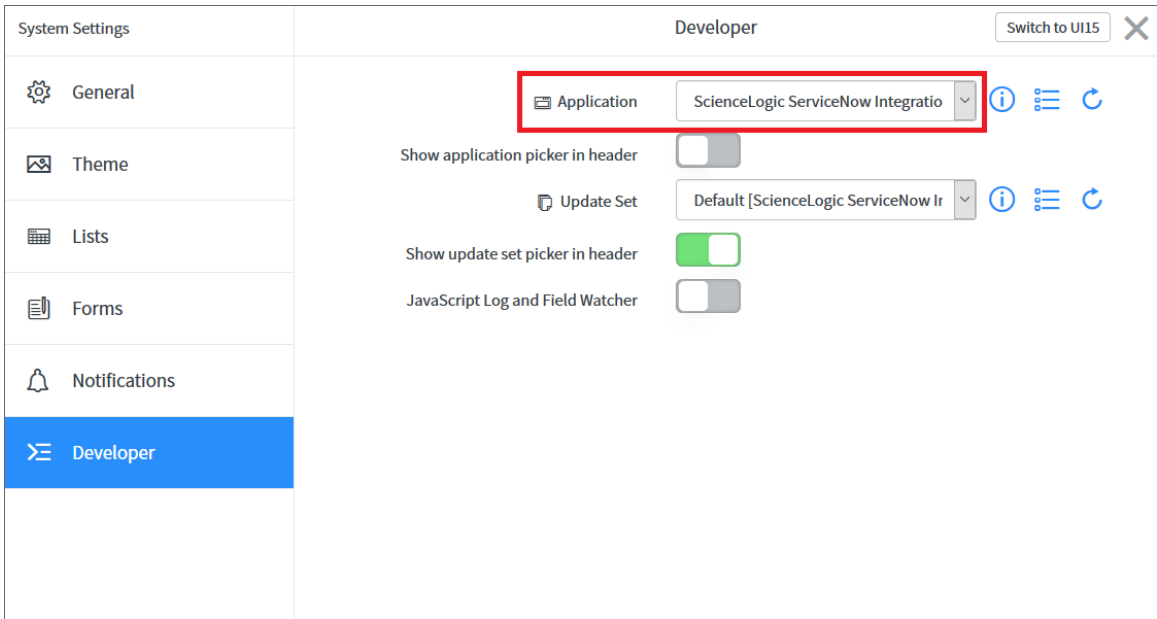 System Settings
Developer
Switch to UI15
General
Theme
Lists
Forms
Notifications
Developer
Application
ScienceLogic ServiceNow Integratio
Show application picker in header
Update Set
Default [ScienceLogic ServiceNow Ir
Show update set picker in header
JavaScript Log and Field Watcher